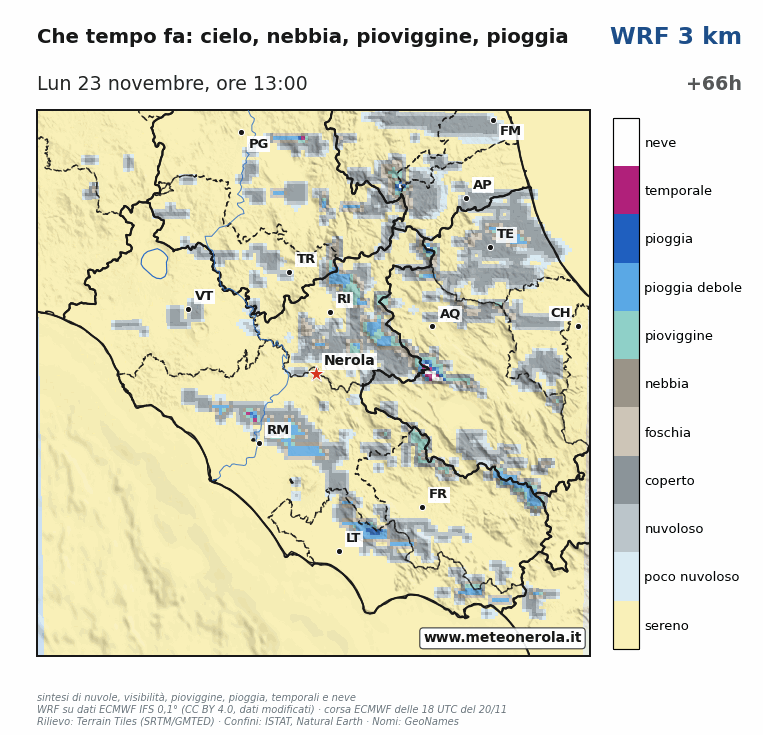 Che tempo fa: cielo, nebbia, pioviggine, pioggia
WRF 3 km
Lun 23 novembre, ore 13:00
+66h
FM
PG
AP
TE
TR
VT
RI
AQ
CH
Nerola
RM
FR
LT
www.meteonerola.it
neve
temporale
pioggia
pioggia debole
pioviggine
nebbia
foschia
coperto
nuvoloso
poco nuvoloso
sereno
sintesi di nuvole, visibilità, pioviggine, pioggia, temporali e neve
WRF su dati ECMWF IFS 0,1° (CC BY 4.0, dati modificati) · corsa ECMWF delle 18 UTC del 20/11
Rilievo: Terrain Tiles (SRTM/GMTED) · Confini: ISTAT, Natural Earth · Nomi: GeoNames